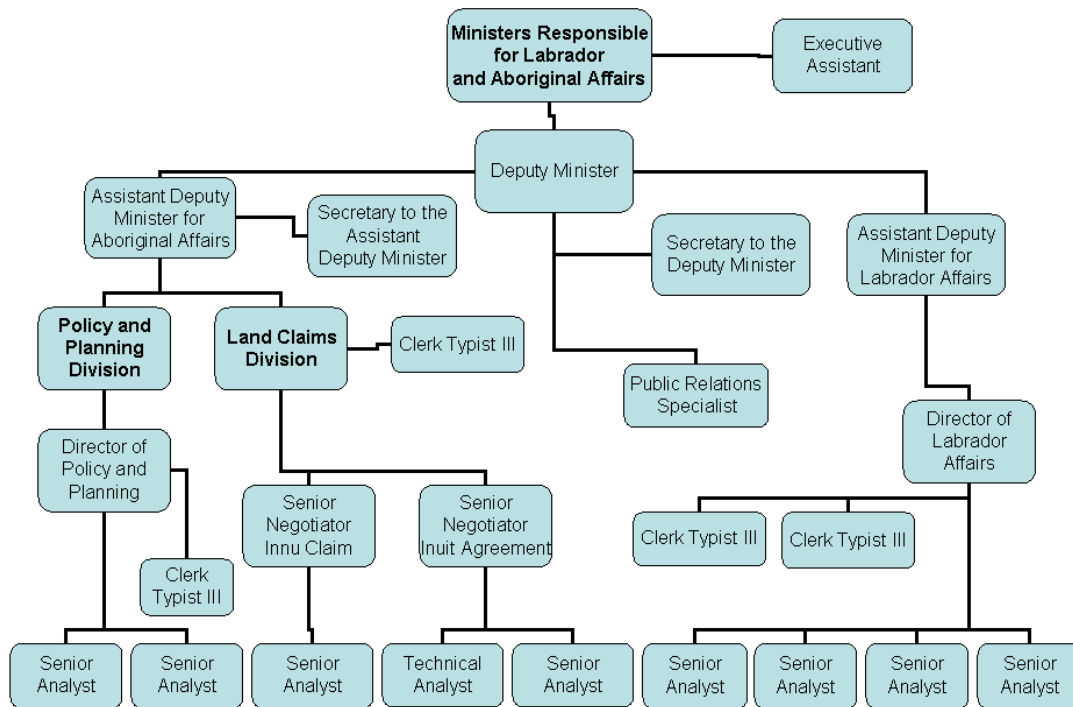 Ministers Responsible
for Labrador
and Aboriginal Affairs
Executive
Assistant
Deputy Minister
Assistant Deputy
Minister for
Aboriginal Affairs
Secretary to the
Assistant
Deputy Minister
Secretary to the
Deputy Minister
Assistant Deputy
Minister for
Labrador Affairs
Policy and
Planning
Division
Land Claims
Division
Clerk Typist III
Public Relations
Specialist
Director of
Labrador
Affairs
Director of
Policy and
Planning
Senior
Negotiator
Innu Claim
Senior
Negotiator
Inuit Agreement
Clerk Typist III
Clerk Typist III
Clerk
Typist III
Senior
Analyst
Senior
Analyst
Senior
Analyst
Technical
Analyst
Senior
Analyst
Senior
Analyst
Senior
Analyst
Senior
Analyst
Senior
Analyst